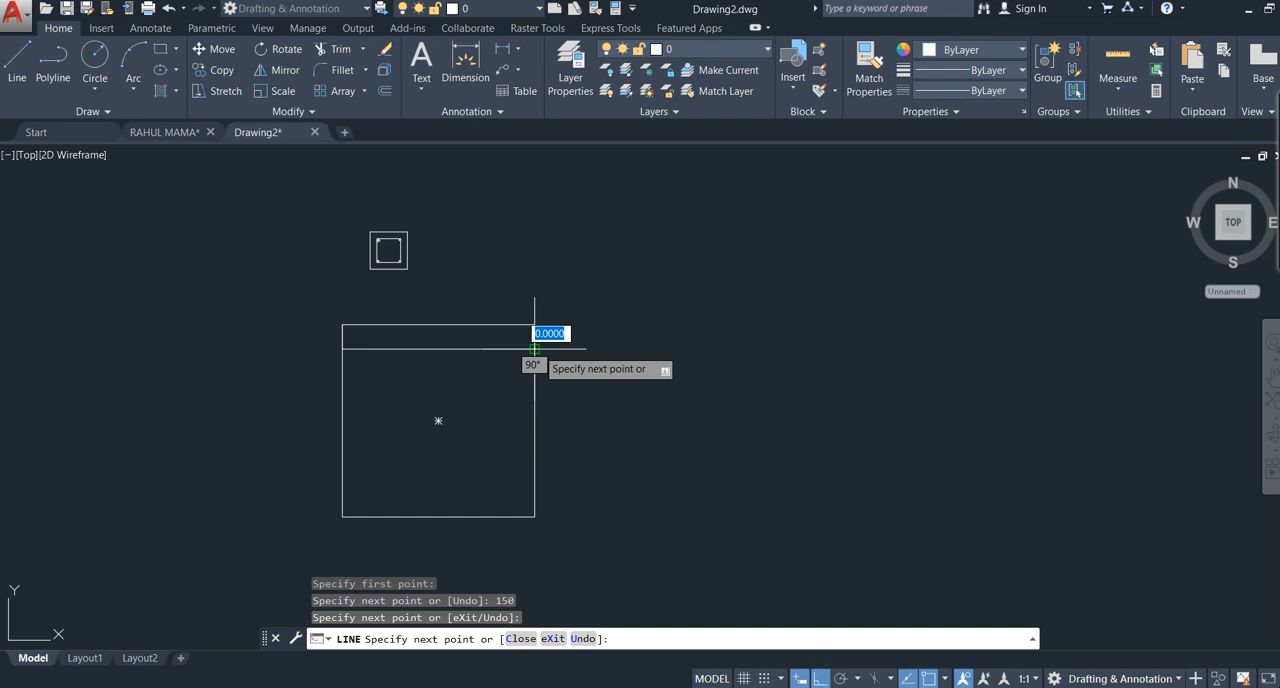 A
Drafting & Annotation
0
Drawing2.dwg
Type a keyword or phrase
Sign In
?
Home
Insert
Annotate
Parametric
View
Manage
Output
Add-ins
Collaborate
Express Tools
Raster Tools
Featured Apps
Line
Polyline
Circle
Arc
Draw
Move
Rotate
Trim
Copy
Mirror
Fillet
Stretch
Scale
Array
Modify
A
Text
Dimension
Table
Annotation
Layer
Properties
0
Make Current
Match Layer
Layers
Insert
Block
Match
Properties
ByLayer
ByLayer
ByLayer
Properties
Group
Groups
Measure
Utilities
Paste
Clipboard
Base
View
Start
RAHUL MAMA*
Drawing2*
[−][Top][2D Wireframe]
N
W
TOP
E
S
Unnamed
0.0000
90°
Specify next point or
Y
X
Specify first point:
Specify next point or [Undo]: 150
Specify next point or [eXit/Undo]:
LINE Specify next point or [Close eXit Undo]:
Model
Layout1
Layout2
+
MODEL
1:1
Drafting & Annotation